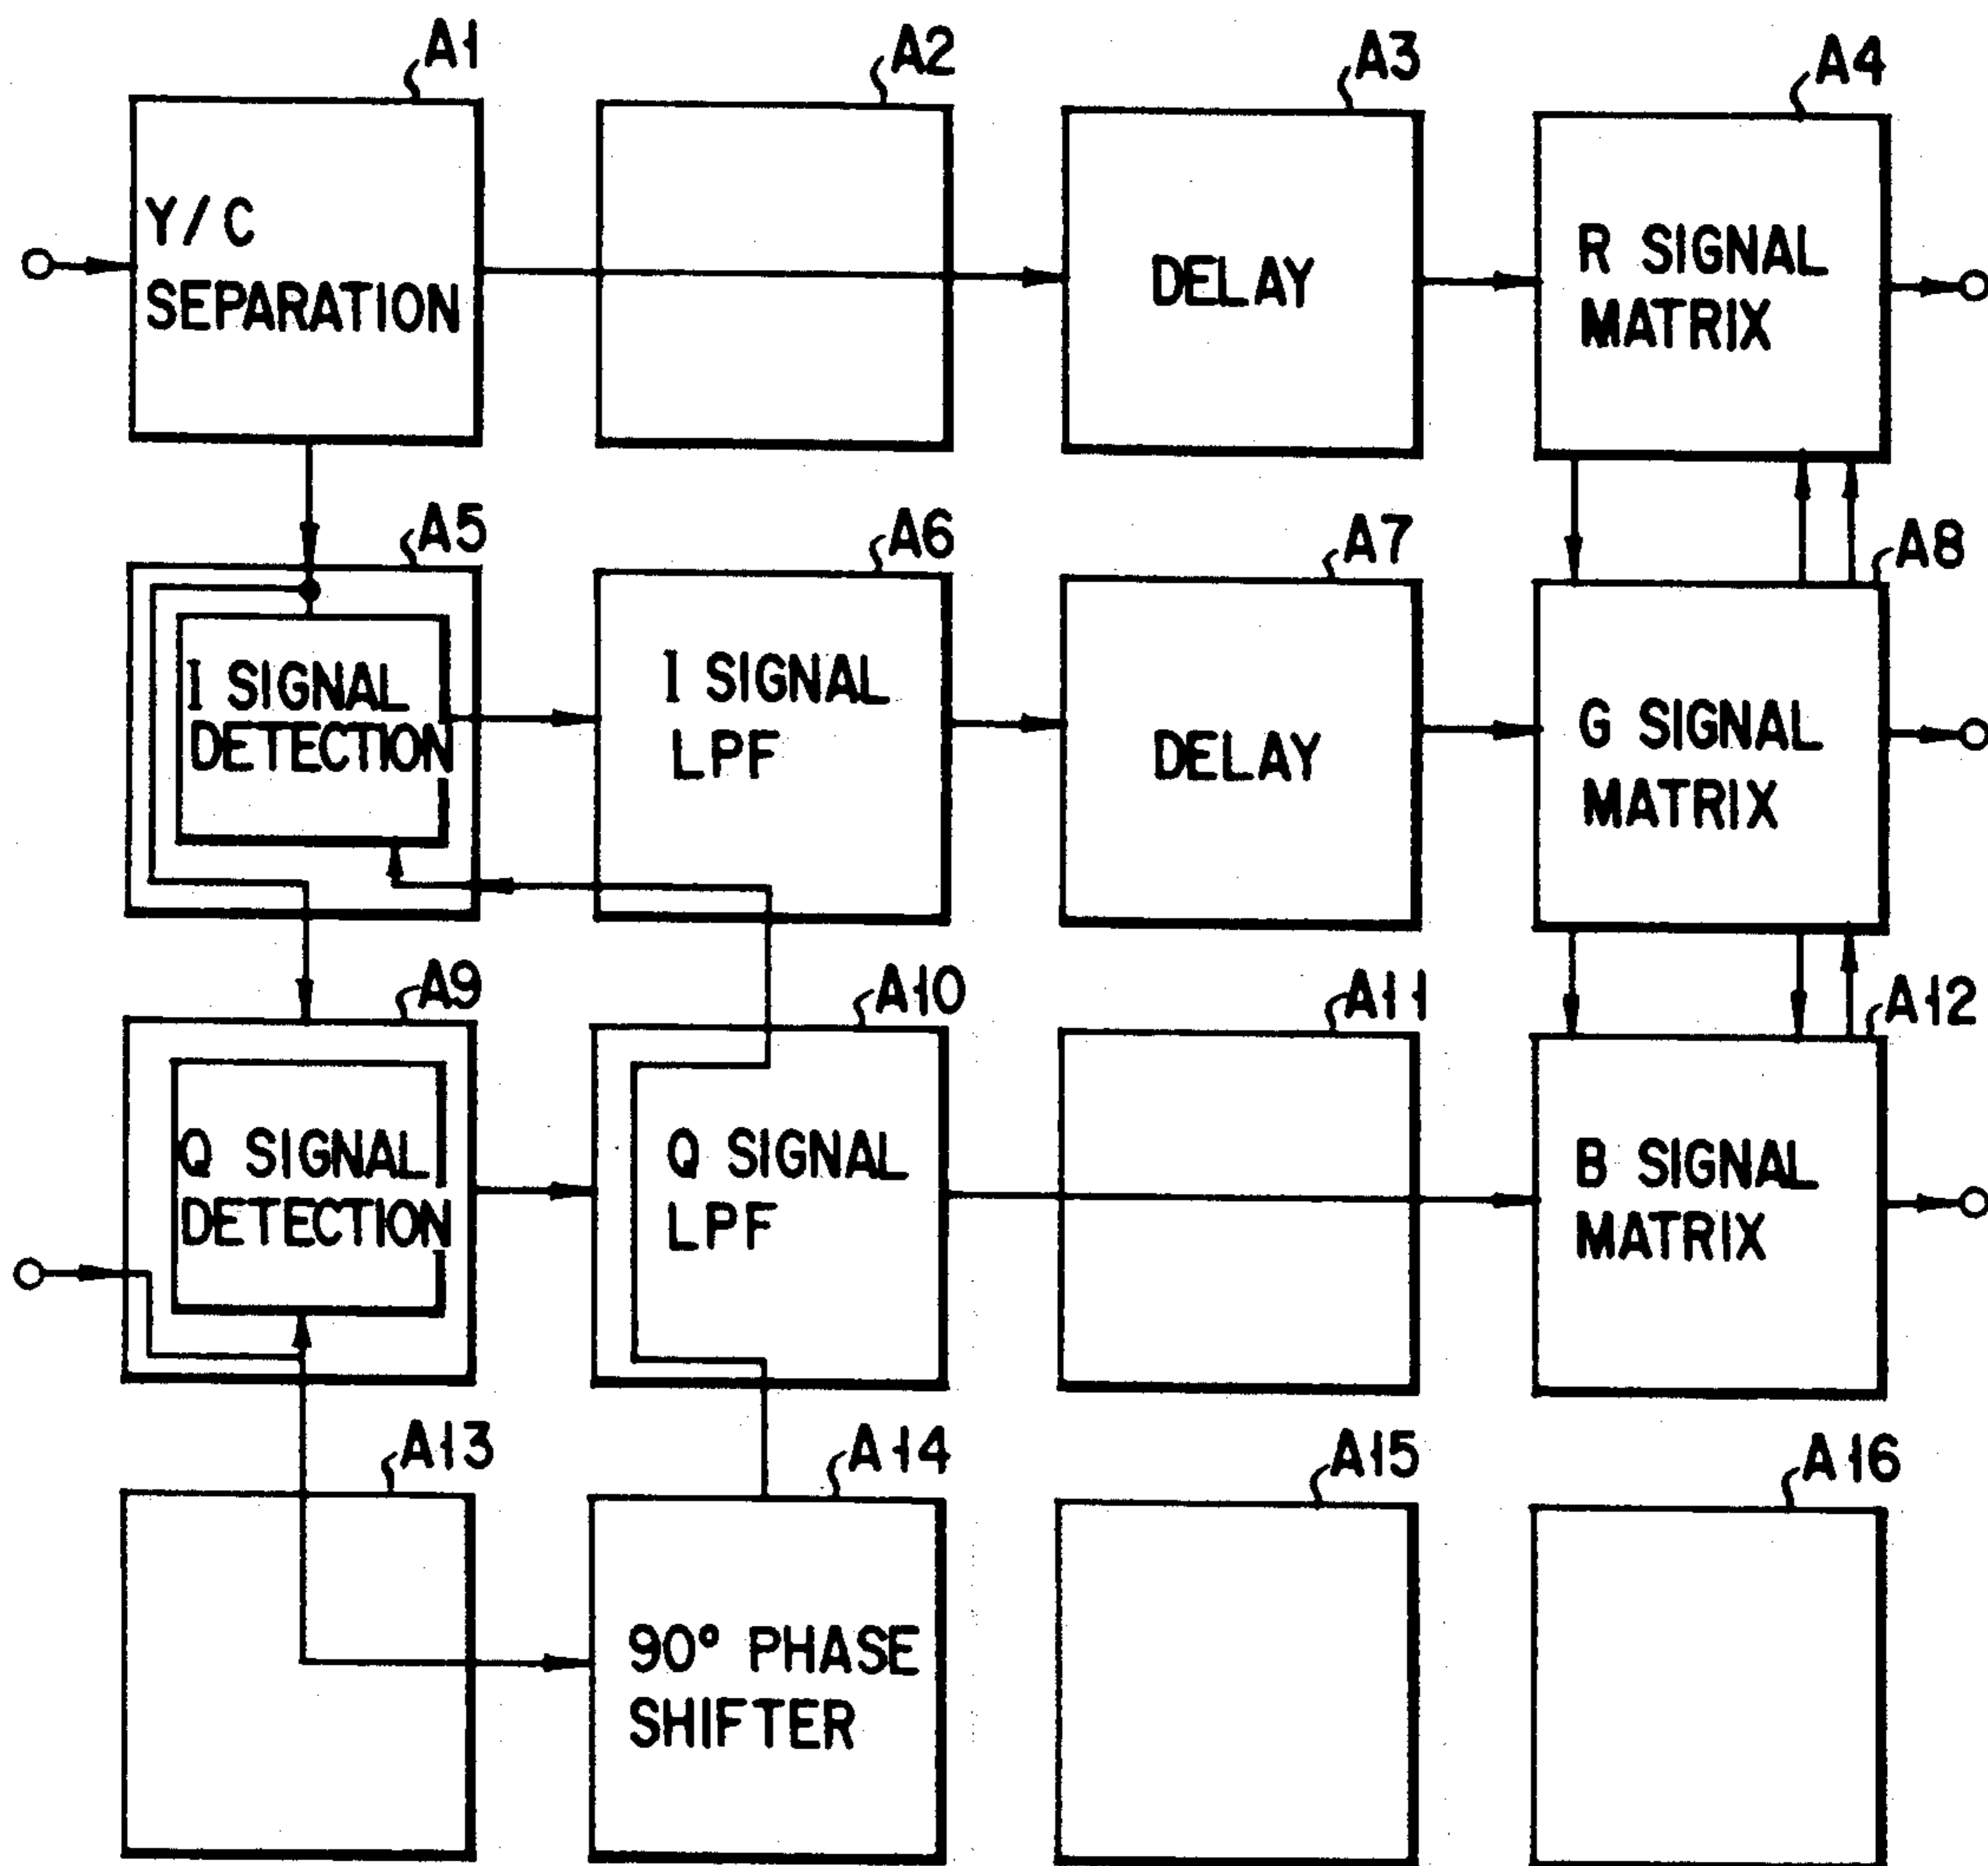 A1
A2
A3
A4
Y/C
SEPARATION
DELAY
R SIGNAL
MATRIX
A5
A6
A7
A8
I SIGNAL
DETECTION
I SIGNAL
LPF
DELAY
G SIGNAL
MATRIX
A9
A10
A11
A12
Q SIGNAL
DETECTION
Q SIGNAL
LPF
B SIGNAL
MATRIX
A13
A14
A15
A16
90° PHASE
SHIFTER